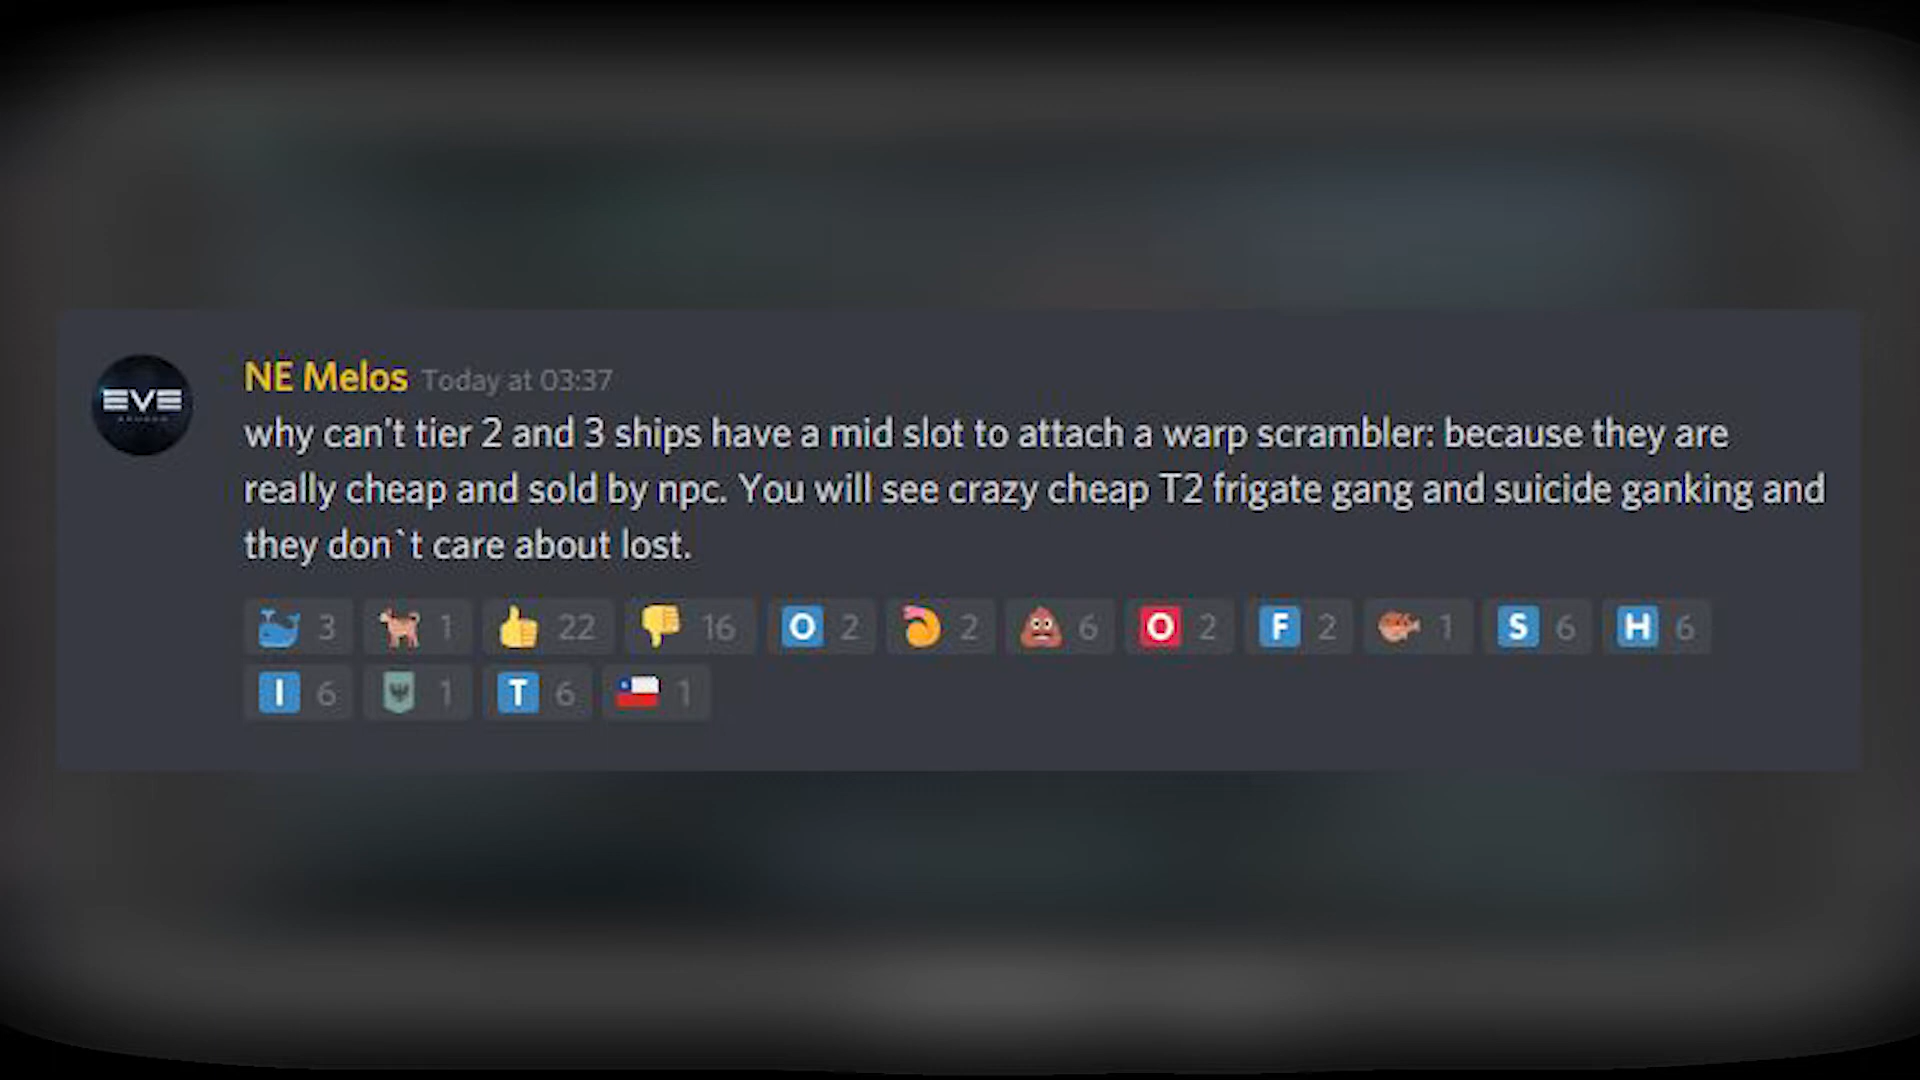 EVE
NE Melos Today at 03:37
why can't tier 2 and 3 ships have a mid slot to attach a warp scrambler: because they are
really cheap and sold by npc. You will see crazy cheap T2 frigate gang and suicide ganking and
they don`t care about lost.
3 1 22 16 O 2 2 6 O 2 F 2 1 S 6 H 6
I 6 1 T 6 1